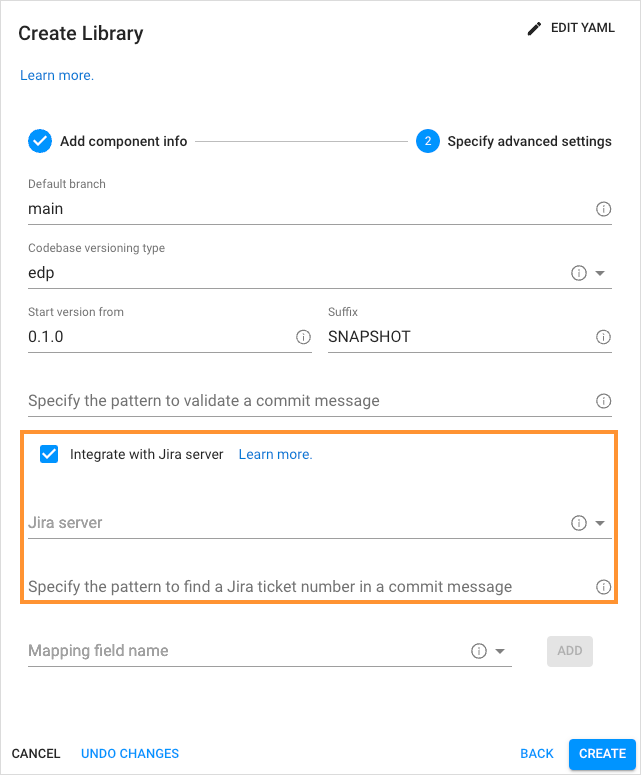 Create Library
EDIT YAML
Learn more.
Add component info
2
Specify advanced settings
Default branch
main
Codebase versioning type
edp
Start version from
Suffix
0.1.0
SNAPSHOT
Specify the pattern to validate a commit message
Integrate with Jira server Learn more.
Jira server
Specify the pattern to find a Jira ticket number in a commit message
Mapping field name
ADD
CANCEL
UNDO CHANGES
BACK
CREATE